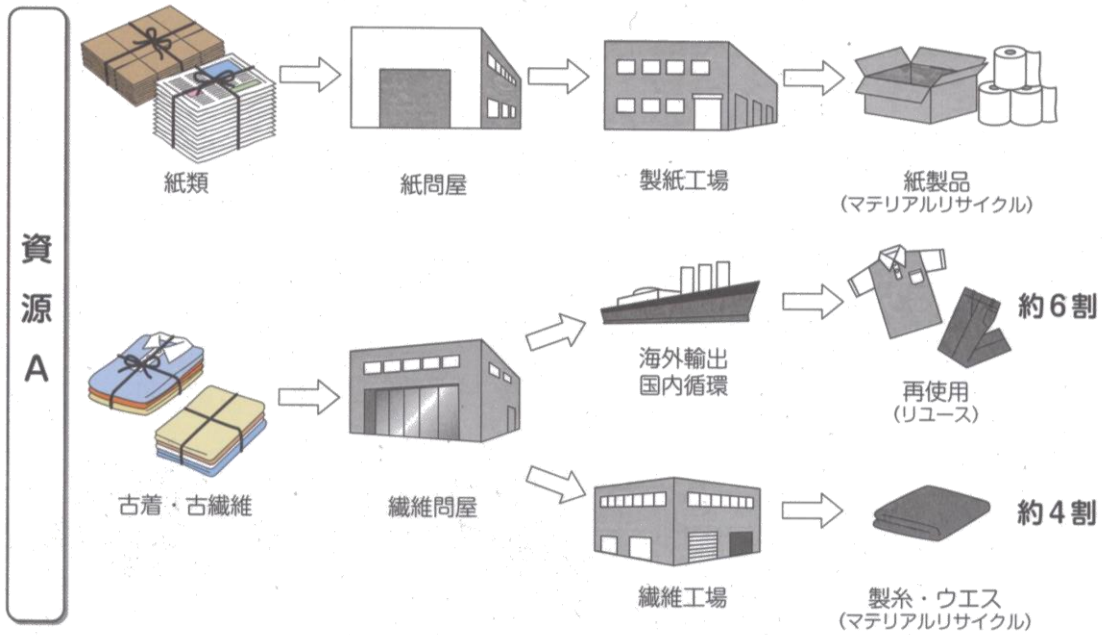 資源A
紙類
紙問屋
製紙工場
紙製品
(マテリアルリサイクル)
古着・古繊維
繊維問屋
海外輸出
国内循環
再使用
(リユース)
約6割
繊維工場
製糸・ウエス
(マテリアルリサイクル)
約4割